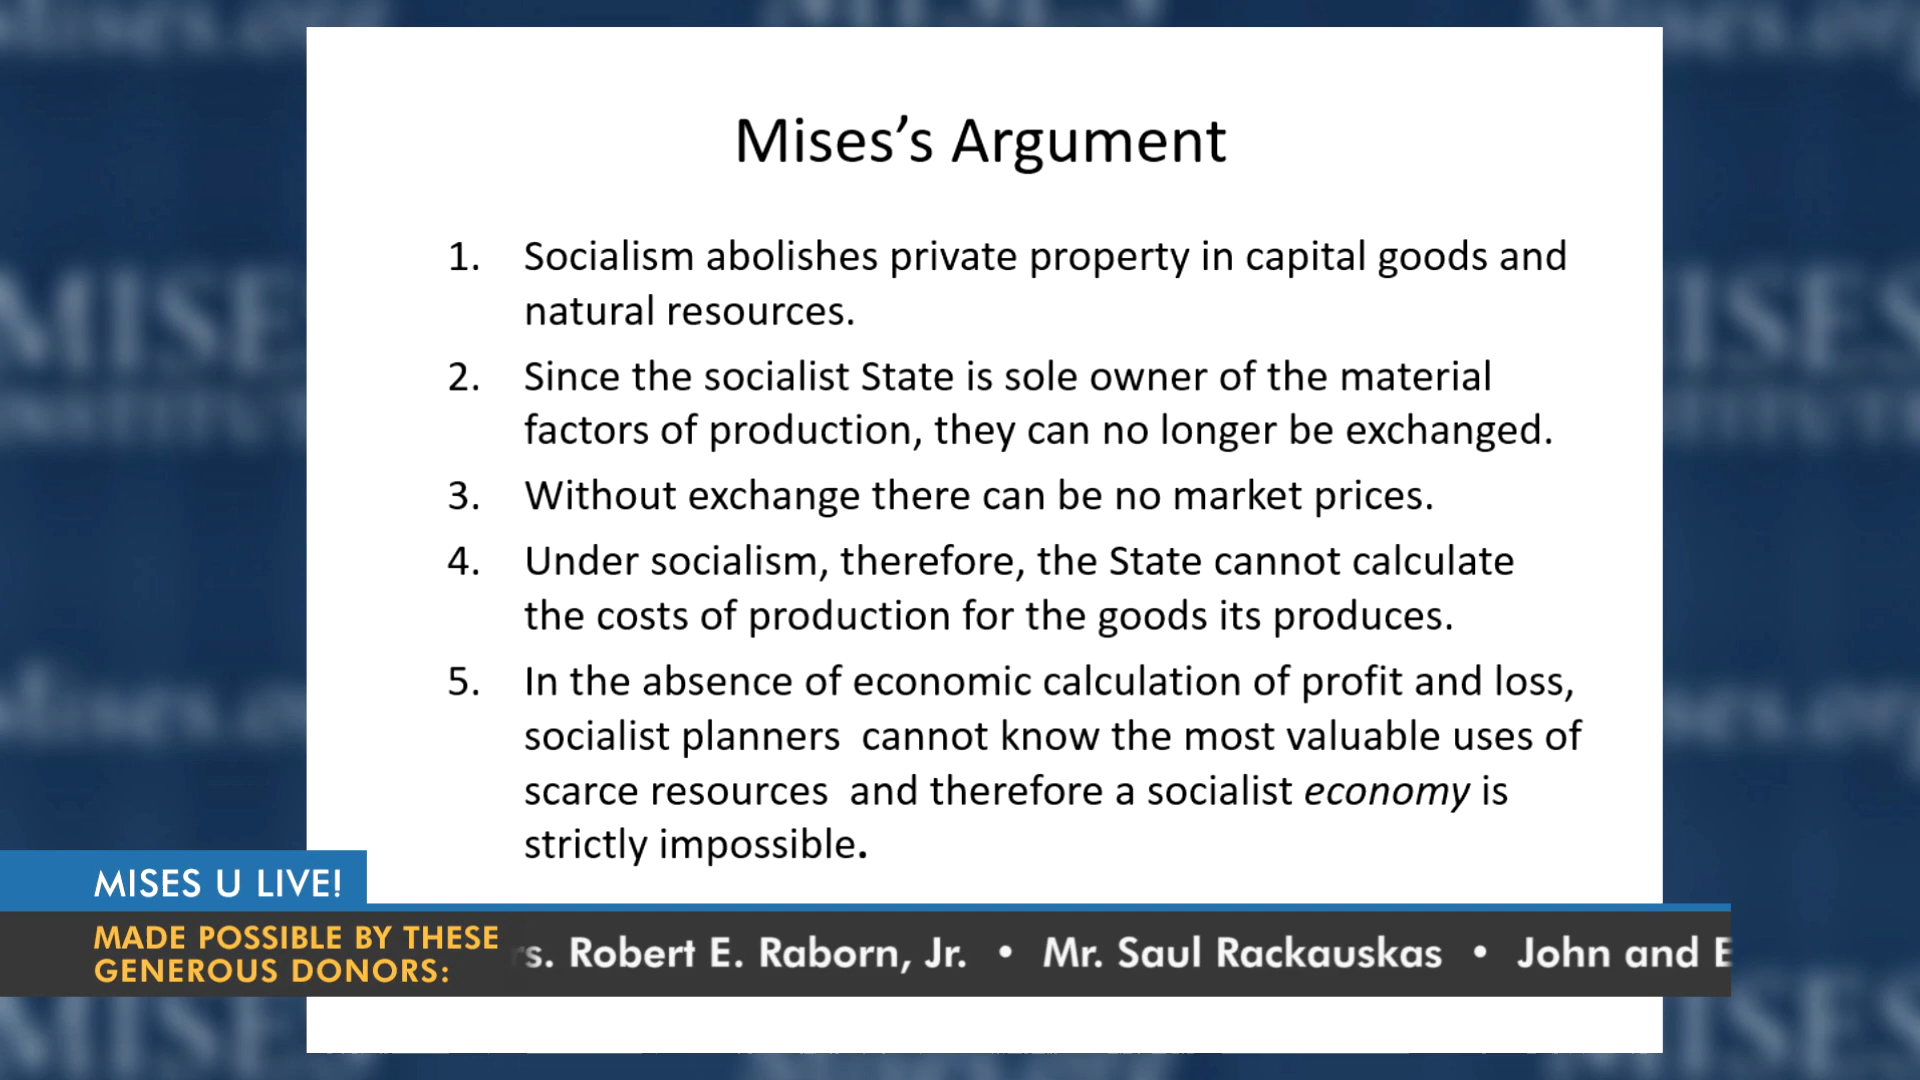 Mises’s Argument
1. Socialism abolishes private property in capital goods and
natural resources.
2. Since the socialist State is sole owner of the material
factors of production, they can no longer be exchanged.
3. Without exchange there can be no market prices.
4. Under socialism, therefore, the State cannot calculate
the costs of production for the goods its produces.
5. In the absence of economic calculation of profit and loss,
socialist planners  cannot know the most valuable uses of
scarce resources  and therefore a socialist economy is
strictly impossible.
MISES U LIVE!
MADE POSSIBLE BY THESE
GENEROUS DONORS:
s. Robert E. Raborn, Jr. • Mr. Saul Rackauskas • John and E